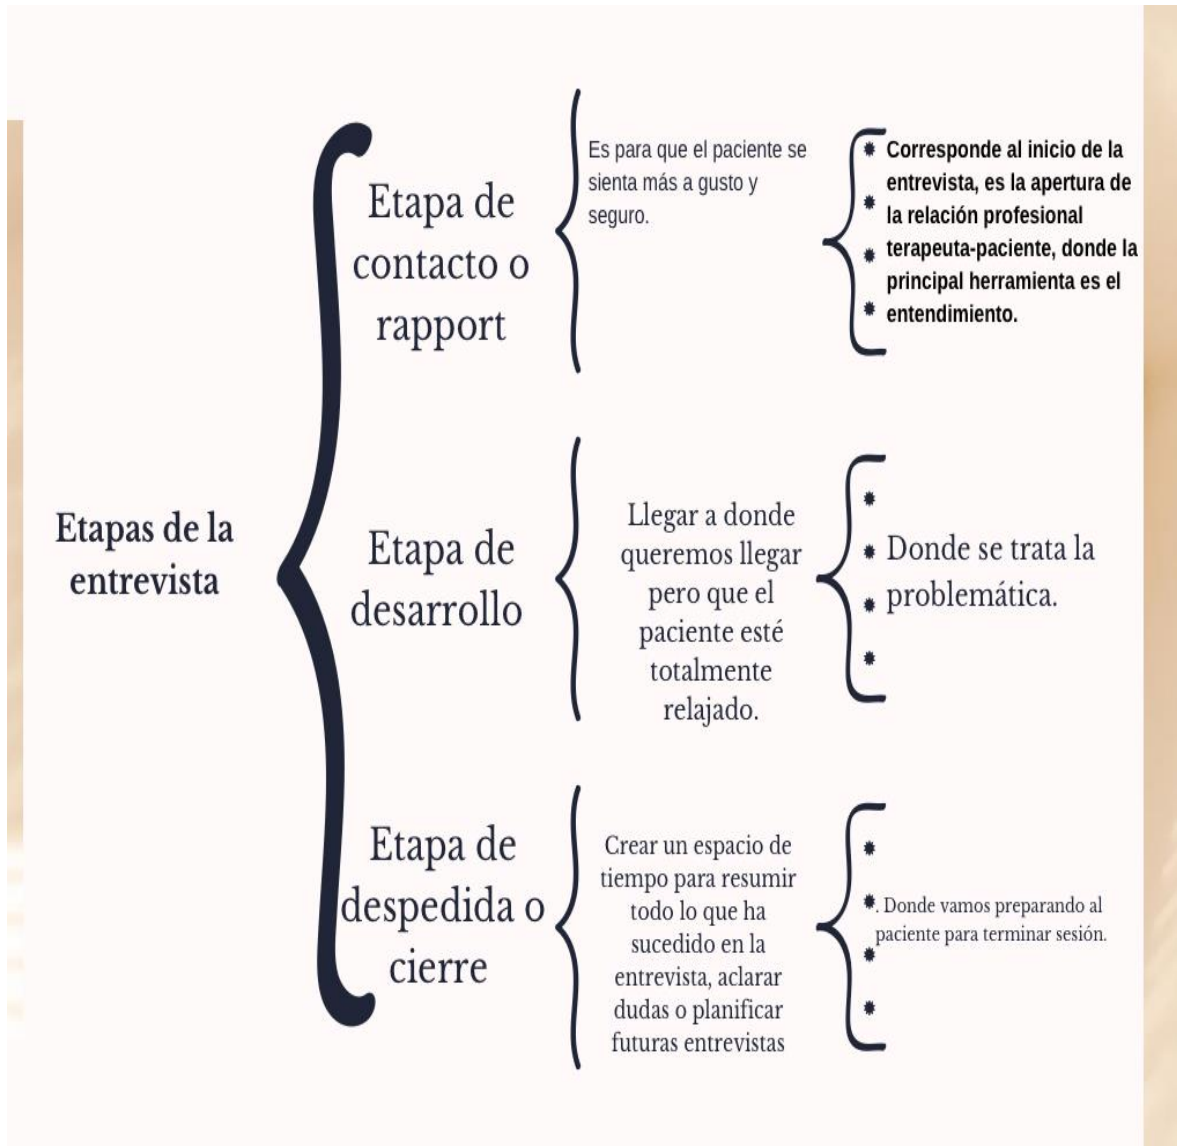 Etapas de la
entrevista
Etapa de
contacto o
rapport
Es para que el paciente se
sienta más a gusto y
seguro.
Corresponde al inicio de la
entrevista, es la apertura de
la relación profesional
terapeuta-paciente, donde la
principal herramienta es el
entendimiento.
Etapa de
desarrollo
Llegar a donde
queremos llegar
pero que el
paciente esté
totalmente
relajado.
Donde se trata la
problemática.
Etapa de
despedida o
cierre
Crear un espacio de
tiempo para resumir
todo lo que ha
sucedido en la
entrevista, aclarar
dudas o planificar
futuras entrevistas
. Donde vamos preparando al
paciente para terminar sesión.